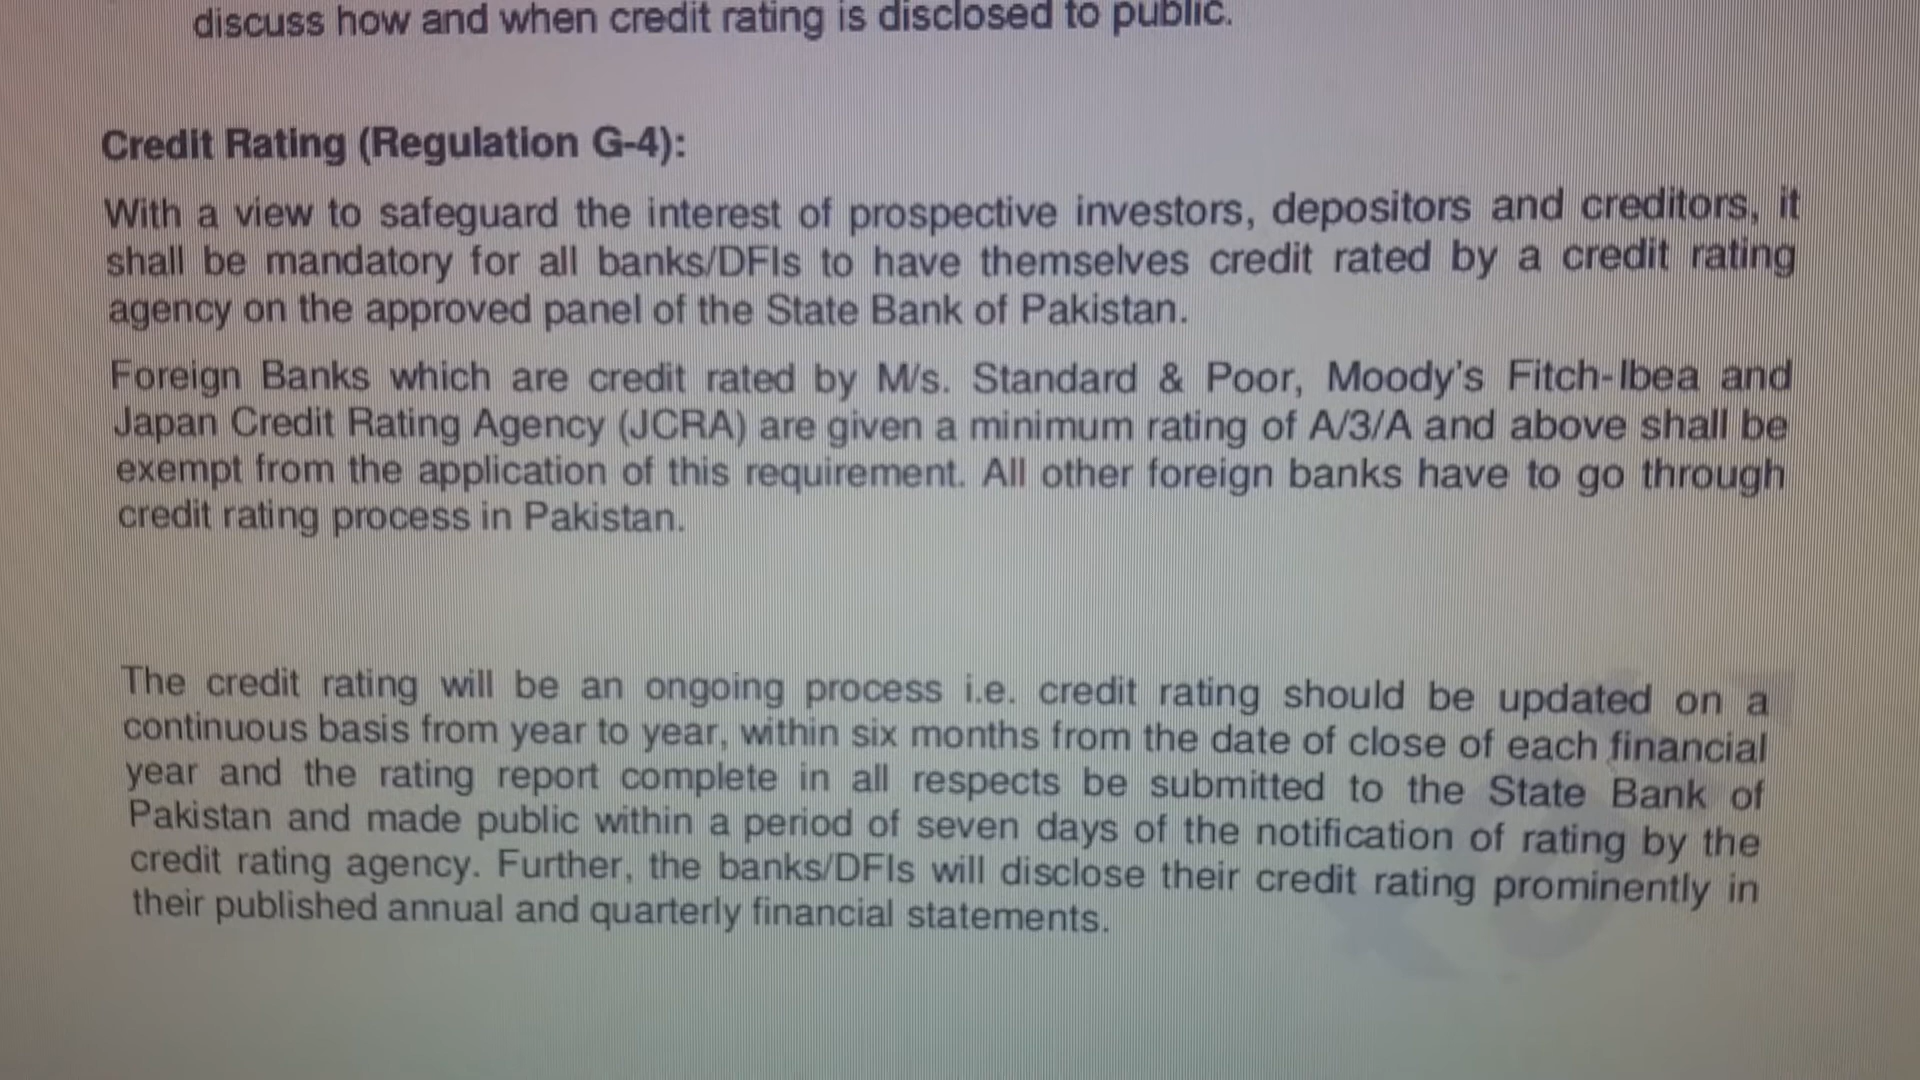 discuss how and when credit rating is disclosed to public.
Credit Rating (Regulation G-4):
With a view to safeguard the interest of prospective investors, depositors and creditors, it
shall be mandatory for all banks/DFIs to have themselves credit rated by a credit rating
agency on the approved panel of the State Bank of Pakistan.
Foreign Banks which are credit rated by M/s. Standard & Poor, Moody's Fitch-Ibea and
Japan Credit Rating Agency (JCRA) are given a minimum rating of A/3/A and above shall be
exempt from the application of this requirement. All other foreign banks have to go through
credit rating process in Pakistan.
The credit rating will be an ongoing process i.e. credit rating should be updated on a
continuous basis from year to year, within six months from the date of close of each financial
year and the rating report complete in all respects be submitted to the State Bank of
Pakistan and made public within a period of seven days of the notification of rating by the
credit rating agency. Further, the banks/DFIs will disclose their credit rating prominently in
their published annual and quarterly financial statements.